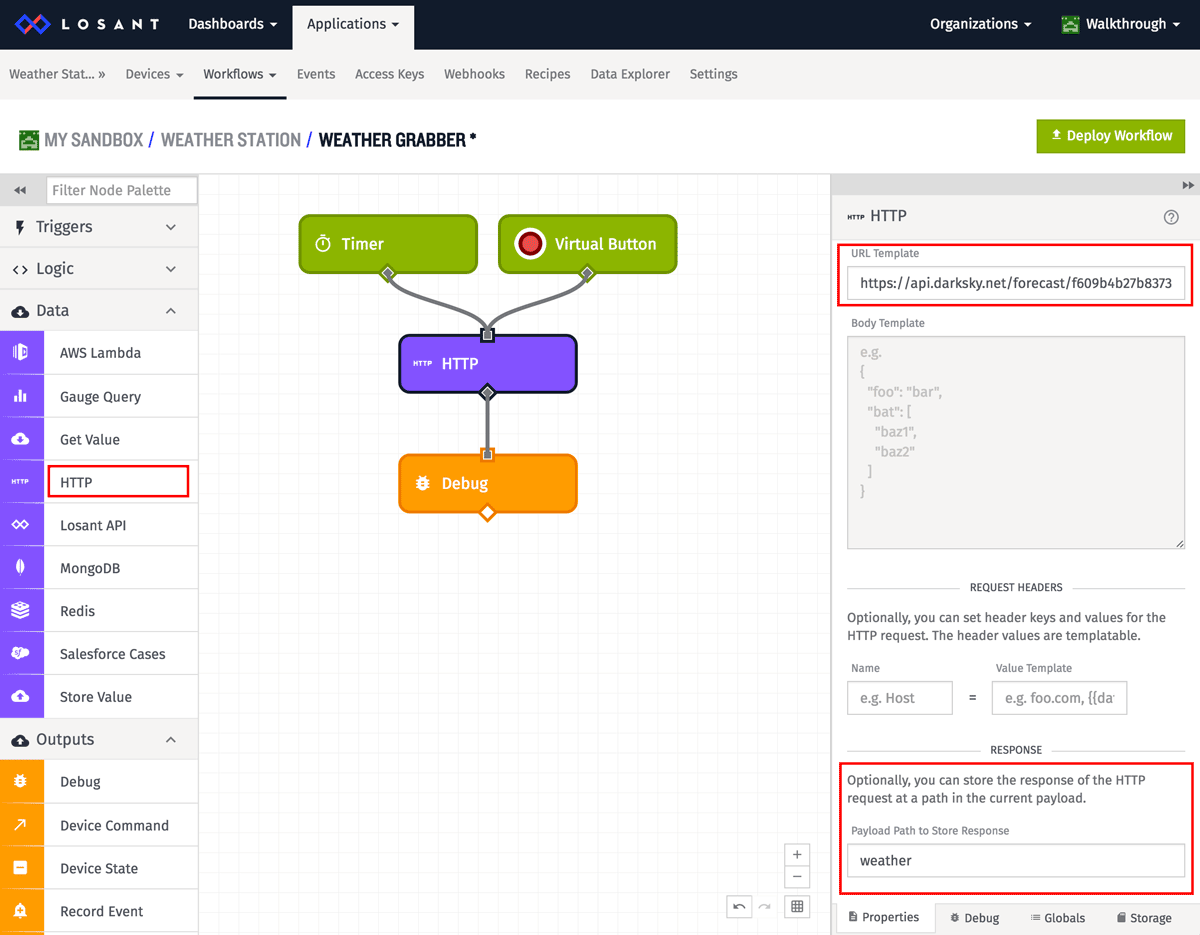 LOSANT Dashboards Applications Organizations Walkthrough
Weather Stat... » Devices Workflows Events Access Keys Webhooks Recipes Data Explorer Settings
MY SANDBOX / WEATHER STATION / WEATHER GRABBER *
Deploy Workflow
Filter Node Palette
Triggers
Logic
Data
AWS Lambda
Gauge Query
Get Value
HTTP HTTP
Losant API
MongoDB
Redis
sf Salesforce Cases
Store Value
Outputs
Debug
Device Command
Device State
Record Event
Timer
Virtual Button
HTTP HTTP
Debug
HTTP HTTP
URL Template
https://api.darksky.net/forecast/f609b4b27b8373
Body Template
e.g.
{
"foo": "bar",
"bat": [
"baz1",
"baz2"
]
}
REQUEST HEADERS
Optionally, you can set header keys and values for the
HTTP request. The header values are templatable.
Name Value Template
e.g. Host = e.g. foo.com, {{da
RESPONSE
Optionally, you can store the response of the HTTP
request at a path in the current payload.
Payload Path to Store Response
weather
Properties Debug Globals Storage